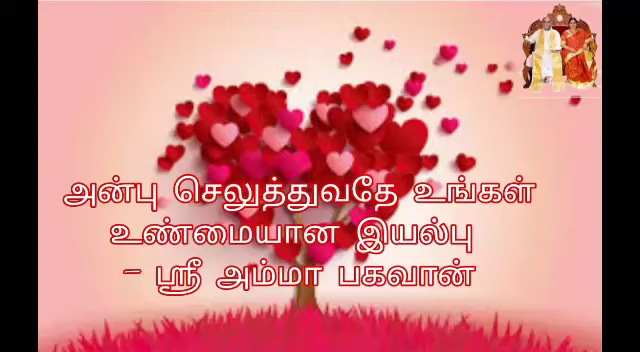 அன்பு செலுத்துவதே உங்கள்
உண்மையான இயல்பு
- ஸ்ரீ அம்மா பகவான்